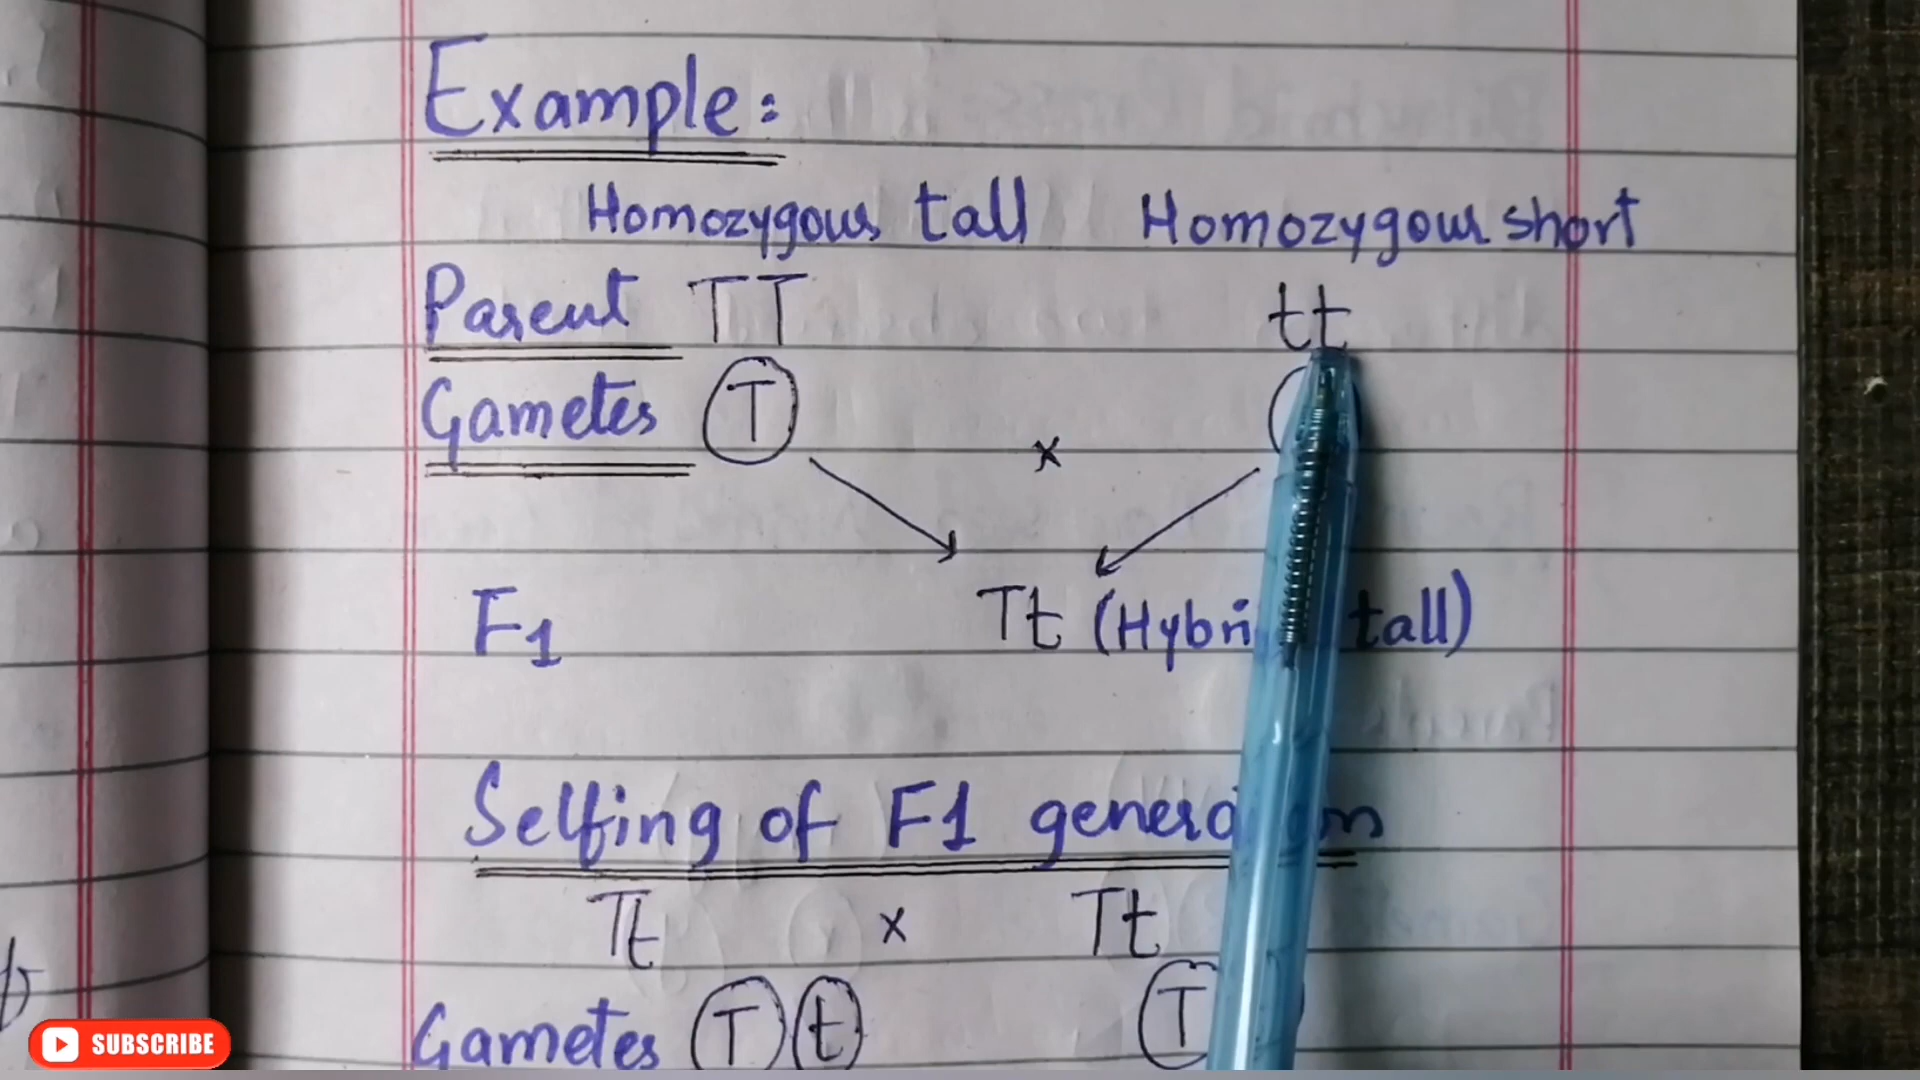 Example:
Homozygous tall Homozygous short
Parent TT tt
Gametes T
x
F1 Tt (Hybri tall)
Selfing of F1 genera n
Tt x Tt
Gametes T t T
SUBSCRIBE